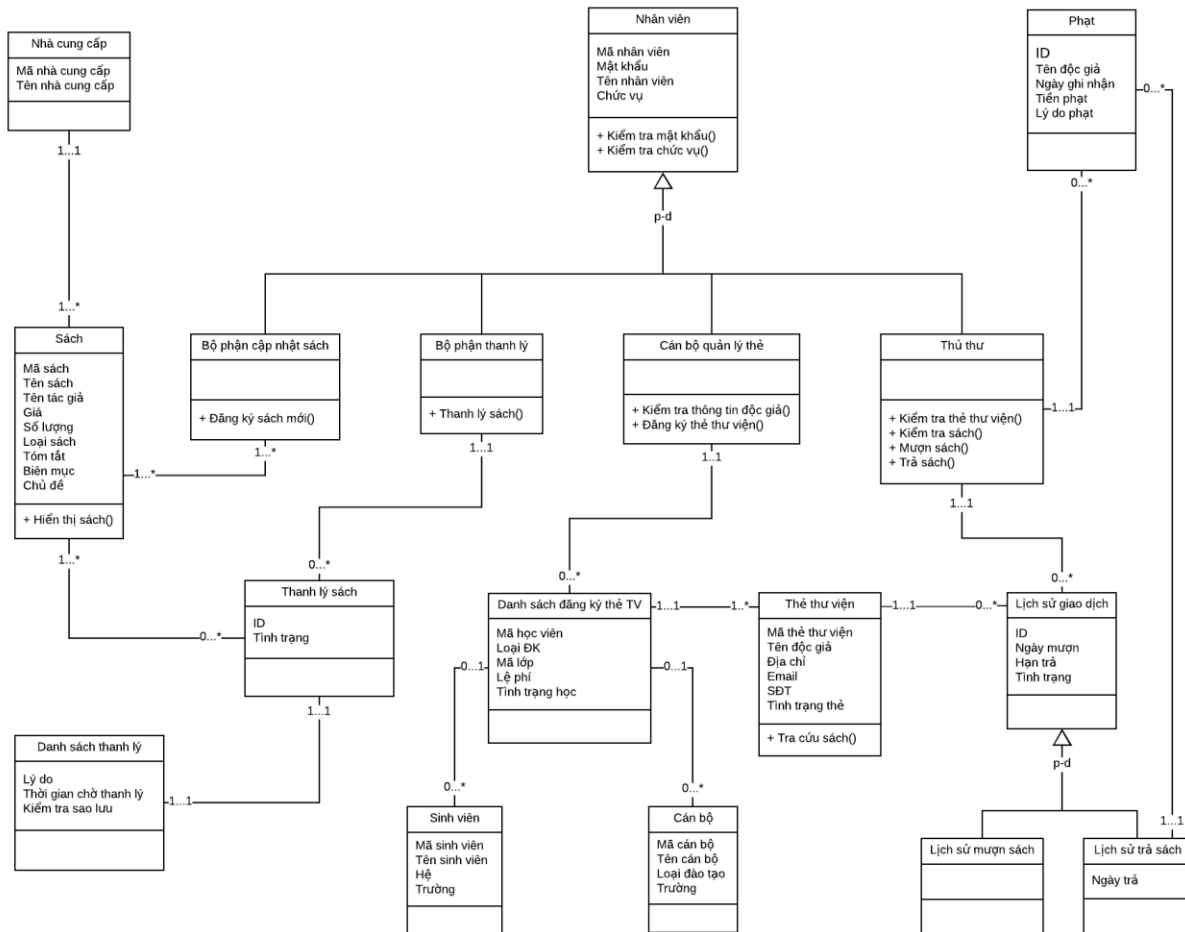 Nhà cung cấp
Mã nhà cung cấp
Tên nhà cung cấp
1...1
1...*
Nhân viên
Mã nhân viên
Mật khẩu
Tên nhân viên
Chức vụ
+ Kiểm tra mật khẩu()
+ Kiểm tra chức vụ()
p-d
Phạt
ID
Tên độc giả
Ngày ghi nhận
Tiền phạt
Lý do phạt
0...*
0...*
Sách
Mã sách
Tên sách
Tên tác giả
Giá
Số lượng
Loại sách
Tóm tắt
Biên mục
Chủ đề
+ Hiển thị sách()
1...*
1...*
Bộ phận cập nhật sách
+ Đăng ký sách mới()
1...*
Bộ phận thanh lý
+ Thanh lý sách()
1...1
Cán bộ quản lý thẻ
+ Kiểm tra thông tin độc giả()
+ Đăng ký thẻ thư viện()
1..1
Thủ thư
+ Kiểm tra thẻ thư viện()
+ Kiểm tra sách()
+ Mượn sách()
+ Trả sách()
1...1
1...1
0...*
Thanh lý sách
ID
Tình trạng
0...*
1...1
0...*
Danh sách đăng ký thẻ TV
Mã học viên
Loại ĐK
Mã lớp
Lệ phí
Tình trạng học
1...1
1..*
0...1
0...1
Thẻ thư viện
Mã thẻ thư viện
Tên độc giả
Địa chỉ
Email
SĐT
Tình trạng thẻ
+ Tra cứu sách()
1...1
0...*
0...*
Lịch sử giao dịch
ID
Ngày mượn
Hạn trả
Tình trạng
p-d
Danh sách thanh lý
Lý do
Thời gian chờ thanh lý
Kiểm tra sao lưu
1...1
0...*
Sinh viên
Mã sinh viên
Tên sinh viên
Hệ
Trường
0...*
Cán bộ
Mã cán bộ
Tên cán bộ
Loại đào tạo
Trường
Lịch sử mượn sách
1...1
Lịch sử trả sách
Ngày trả